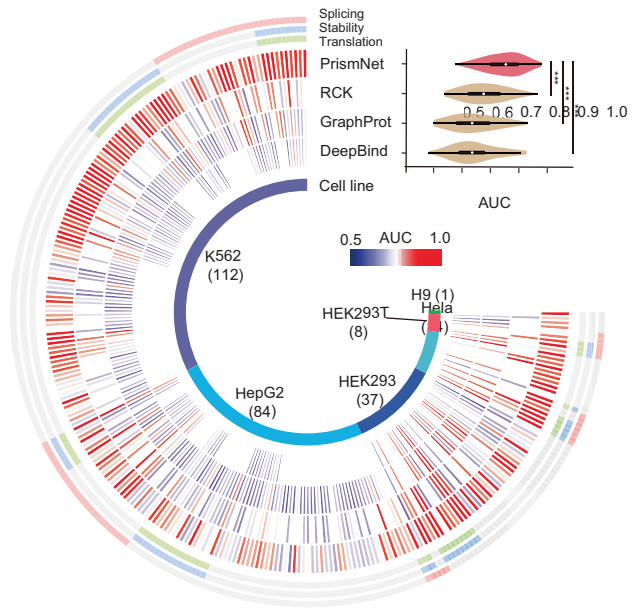 Splicing
Stability
Translation
PrismNet
RCK
GraphProt
DeepBind
Cell line
***
***
0.5 0.6 0.7 0.8 0.9 1.0
AUC
0.5 AUC 1.0
K562
(112)
HepG2
(84)
HEK293
(37)
HEK293T
(8)
H9 (1)
Hela